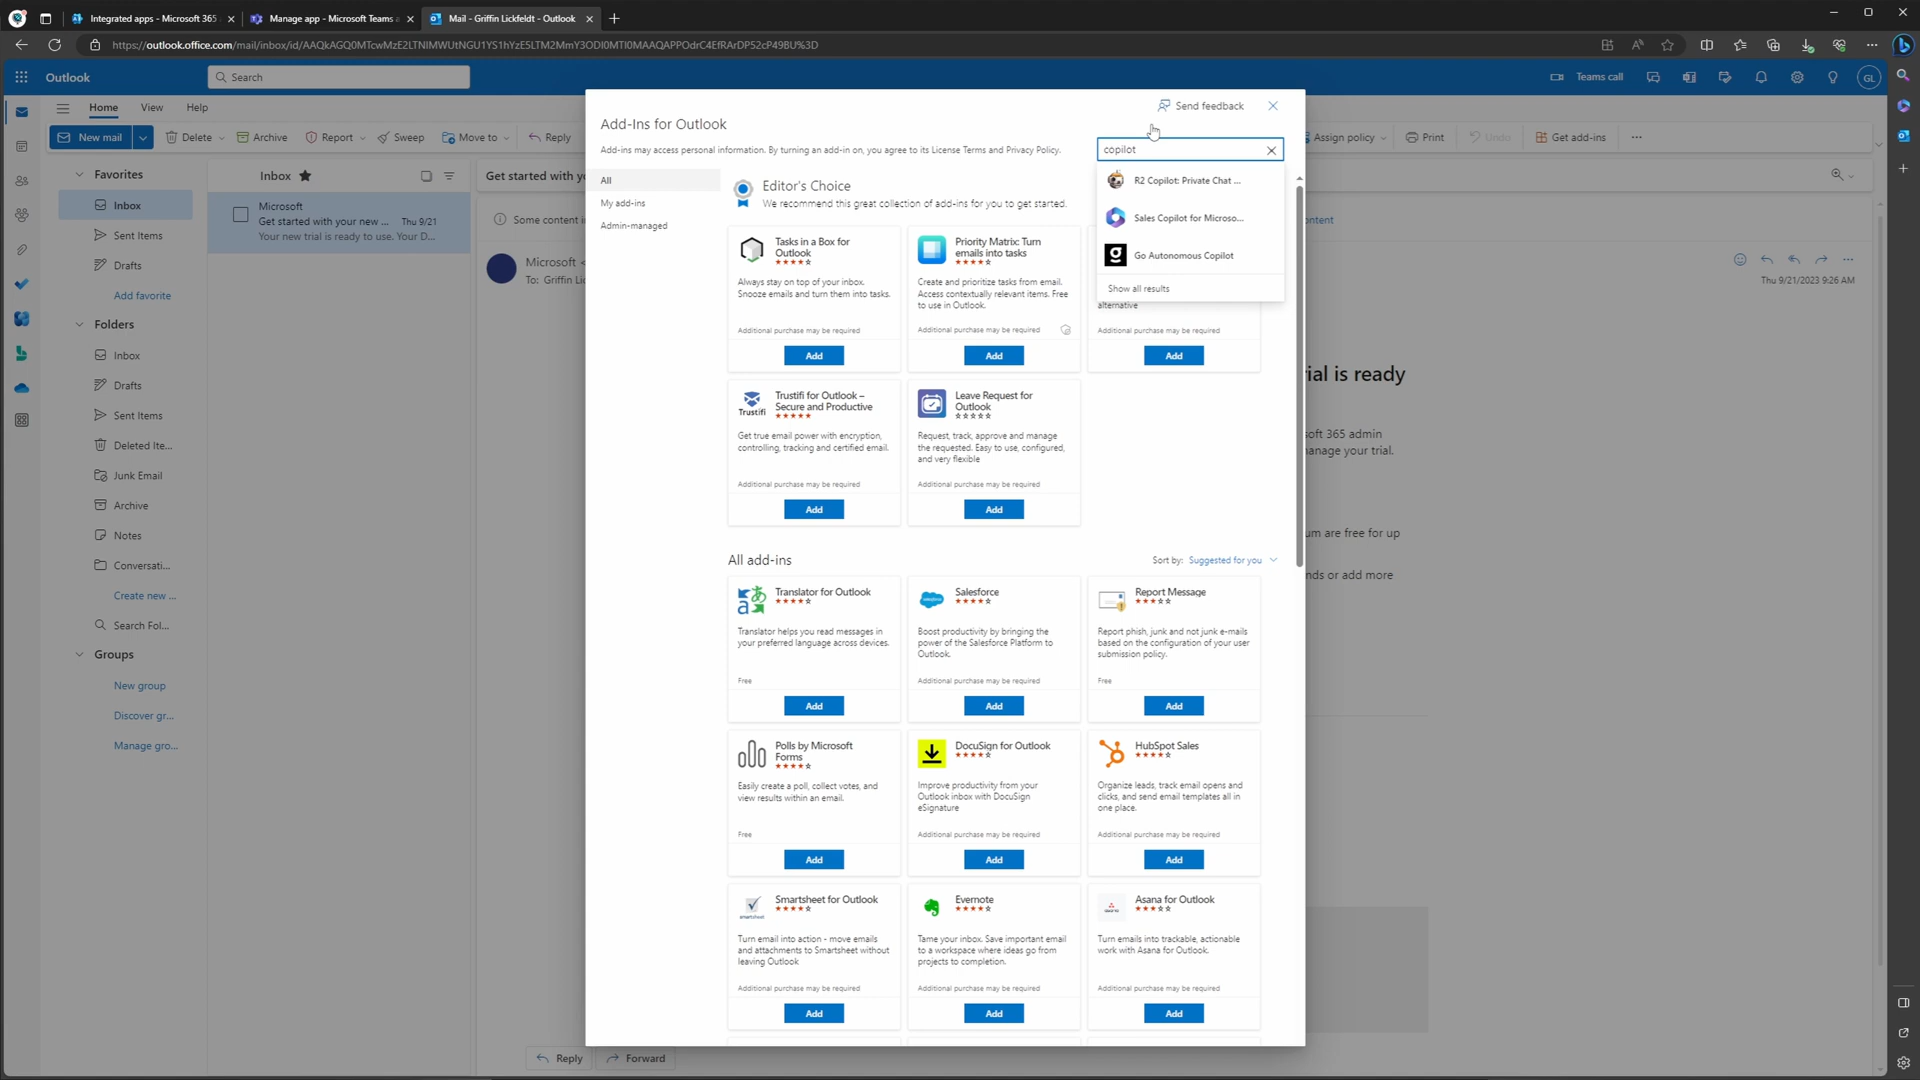 Integrated apps - Microsoft 365
Manage app - Microsoft Teams a
Mail - Griffin Lickfeldt - Outlook
https://outlook.office.com/mail/inbox/id/AAQkAGQ0MTcwMzE2LTNlMWUtNGU1YS1hYzE5LTM2MmY3ODI0MTI0MAAQAPPOdrC4EfRArDP52cP49BU%3D
Outlook
Search
Teams call
GL
Home
View
Help
New mail
Delete
Archive
Report
Sweep
Move to
Reply
Assign policy
Print
Undo
Get add-ins
Favorites
Inbox
Sent Items
Drafts
Add favorite
Folders
Inbox
Drafts
Sent Items
Deleted Ite...
Junk Email
Archive
Notes
Conversati...
Create new ...
Search Fol...
Groups
New group
Discover gr...
Manage gro...
Inbox
Microsoft
Get started with your new ...
Thu 9/21
Your new trial is ready to use. Your D...
Get started with yo
Some content i
ontent
Microsoft <
To: Griffin Lic
Thu 9/21/2023 9:26 AM
rial is ready
soft 365 admin
nanage your trial.
um are free for up
nds or add more
Reply
Forward
Send feedback
Add-Ins for Outlook
Add-ins may access personal information. By turning an add-in on, you agree to its License Terms and Privacy Policy.
copilot
R2 Copilot: Private Chat ...
Sales Copilot for Microso...
Go Autonomous Copilot
Show all results
All
My add-ins
Admin-managed
Editor's Choice
We recommend this great collection of add-ins for you to get started.
Tasks in a Box for
Outlook
Always stay on top of your inbox.
Snooze emails and turn them into tasks.
Additional purchase may be required
Add
Priority Matrix: Turn
emails into tasks
Create and prioritize tasks from email.
Access contextually relevant items. Free
to use in Outlook.
Additional purchase may be required
Add
alternative
Additional purchase may be required
Add
Trustifi
Trustifi for Outlook –
Secure and Productive
Get true email power with encryption,
controlling, tracking and certified email.
Additional purchase may be required
Add
Leave Request for
Outlook
Request, track, approve and manage
the requested. Easy to use, configured,
and very flexible
Additional purchase may be required
Add
All add-ins
Sort by: Suggested for you
Translator for Outlook
Translator helps you read messages in
your preferred language across devices.
Free
Add
Salesforce
Boost productivity by bringing the
power of the Salesforce Platform to
Outlook.
Additional purchase may be required
Add
Report Message
Report phish, junk and not junk e-mails
based on the configuration of your user
submission policy.
Free
Add
Polls by Microsoft
Forms
Easily create a poll, collect votes, and
view results within an email.
Free
Add
DocuSign for Outlook
Improve productivity from your
Outlook inbox with DocuSign
eSignature
Additional purchase may be required
Add
HubSpot Sales
Organize leads, track email opens and
clicks, and send email templates all in
one place.
Additional purchase may be required
Add
smartsheet
Smartsheet for Outlook
Turn email into action - move emails
and attachments to Smartsheet without
leaving Outlook
Additional purchase may be required
Add
Evernote
Tame your inbox. Save important email
to a workspace where ideas go from
projects to completion.
Additional purchase may be required
Add
Asana for Outlook
Turn emails into trackable, actionable
work with Asana for Outlook.
Additional purchase may be required
Add